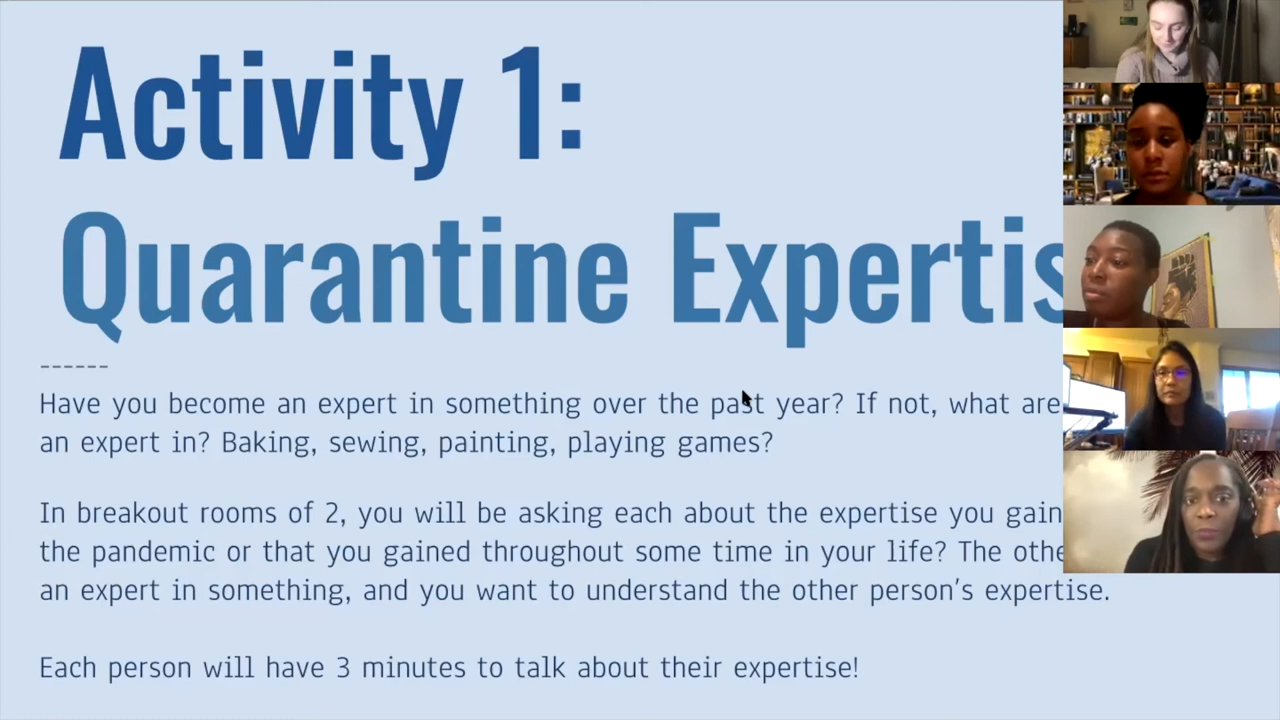 Activity 1:
Quarantine Expertis
------
Have you become an expert in something over the past year? If not, what are
an expert in? Baking, sewing, painting, playing games?
In breakout rooms of 2, you will be asking each about the expertise you gain
the pandemic or that you gained throughout some time in your life? The othe
an expert in something, and you want to understand the other person's expertise.
Each person will have 3 minutes to talk about their expertise!